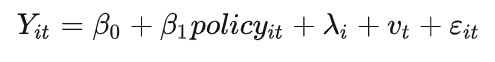 Y_{it} = β_0 + β_1 policy_{it} + λ_i + v_t + ε_{it}